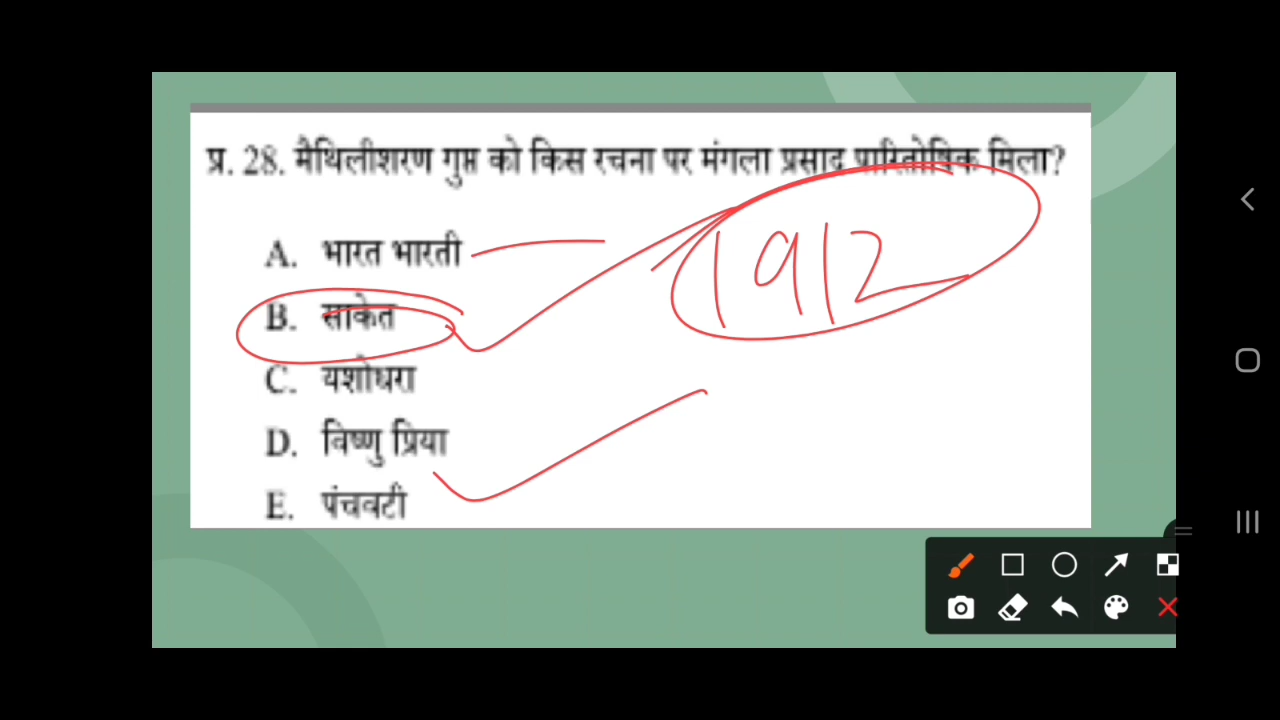 प्र. 28. मैथिलीशरण गुप्त को किस रचना पर मंगला प्रसाद पारितोषिक मिला?
A. भारत भारती
1912
B. साकेत
C. यशोधरा
D. विष्णु प्रिया
E. पंचवटी